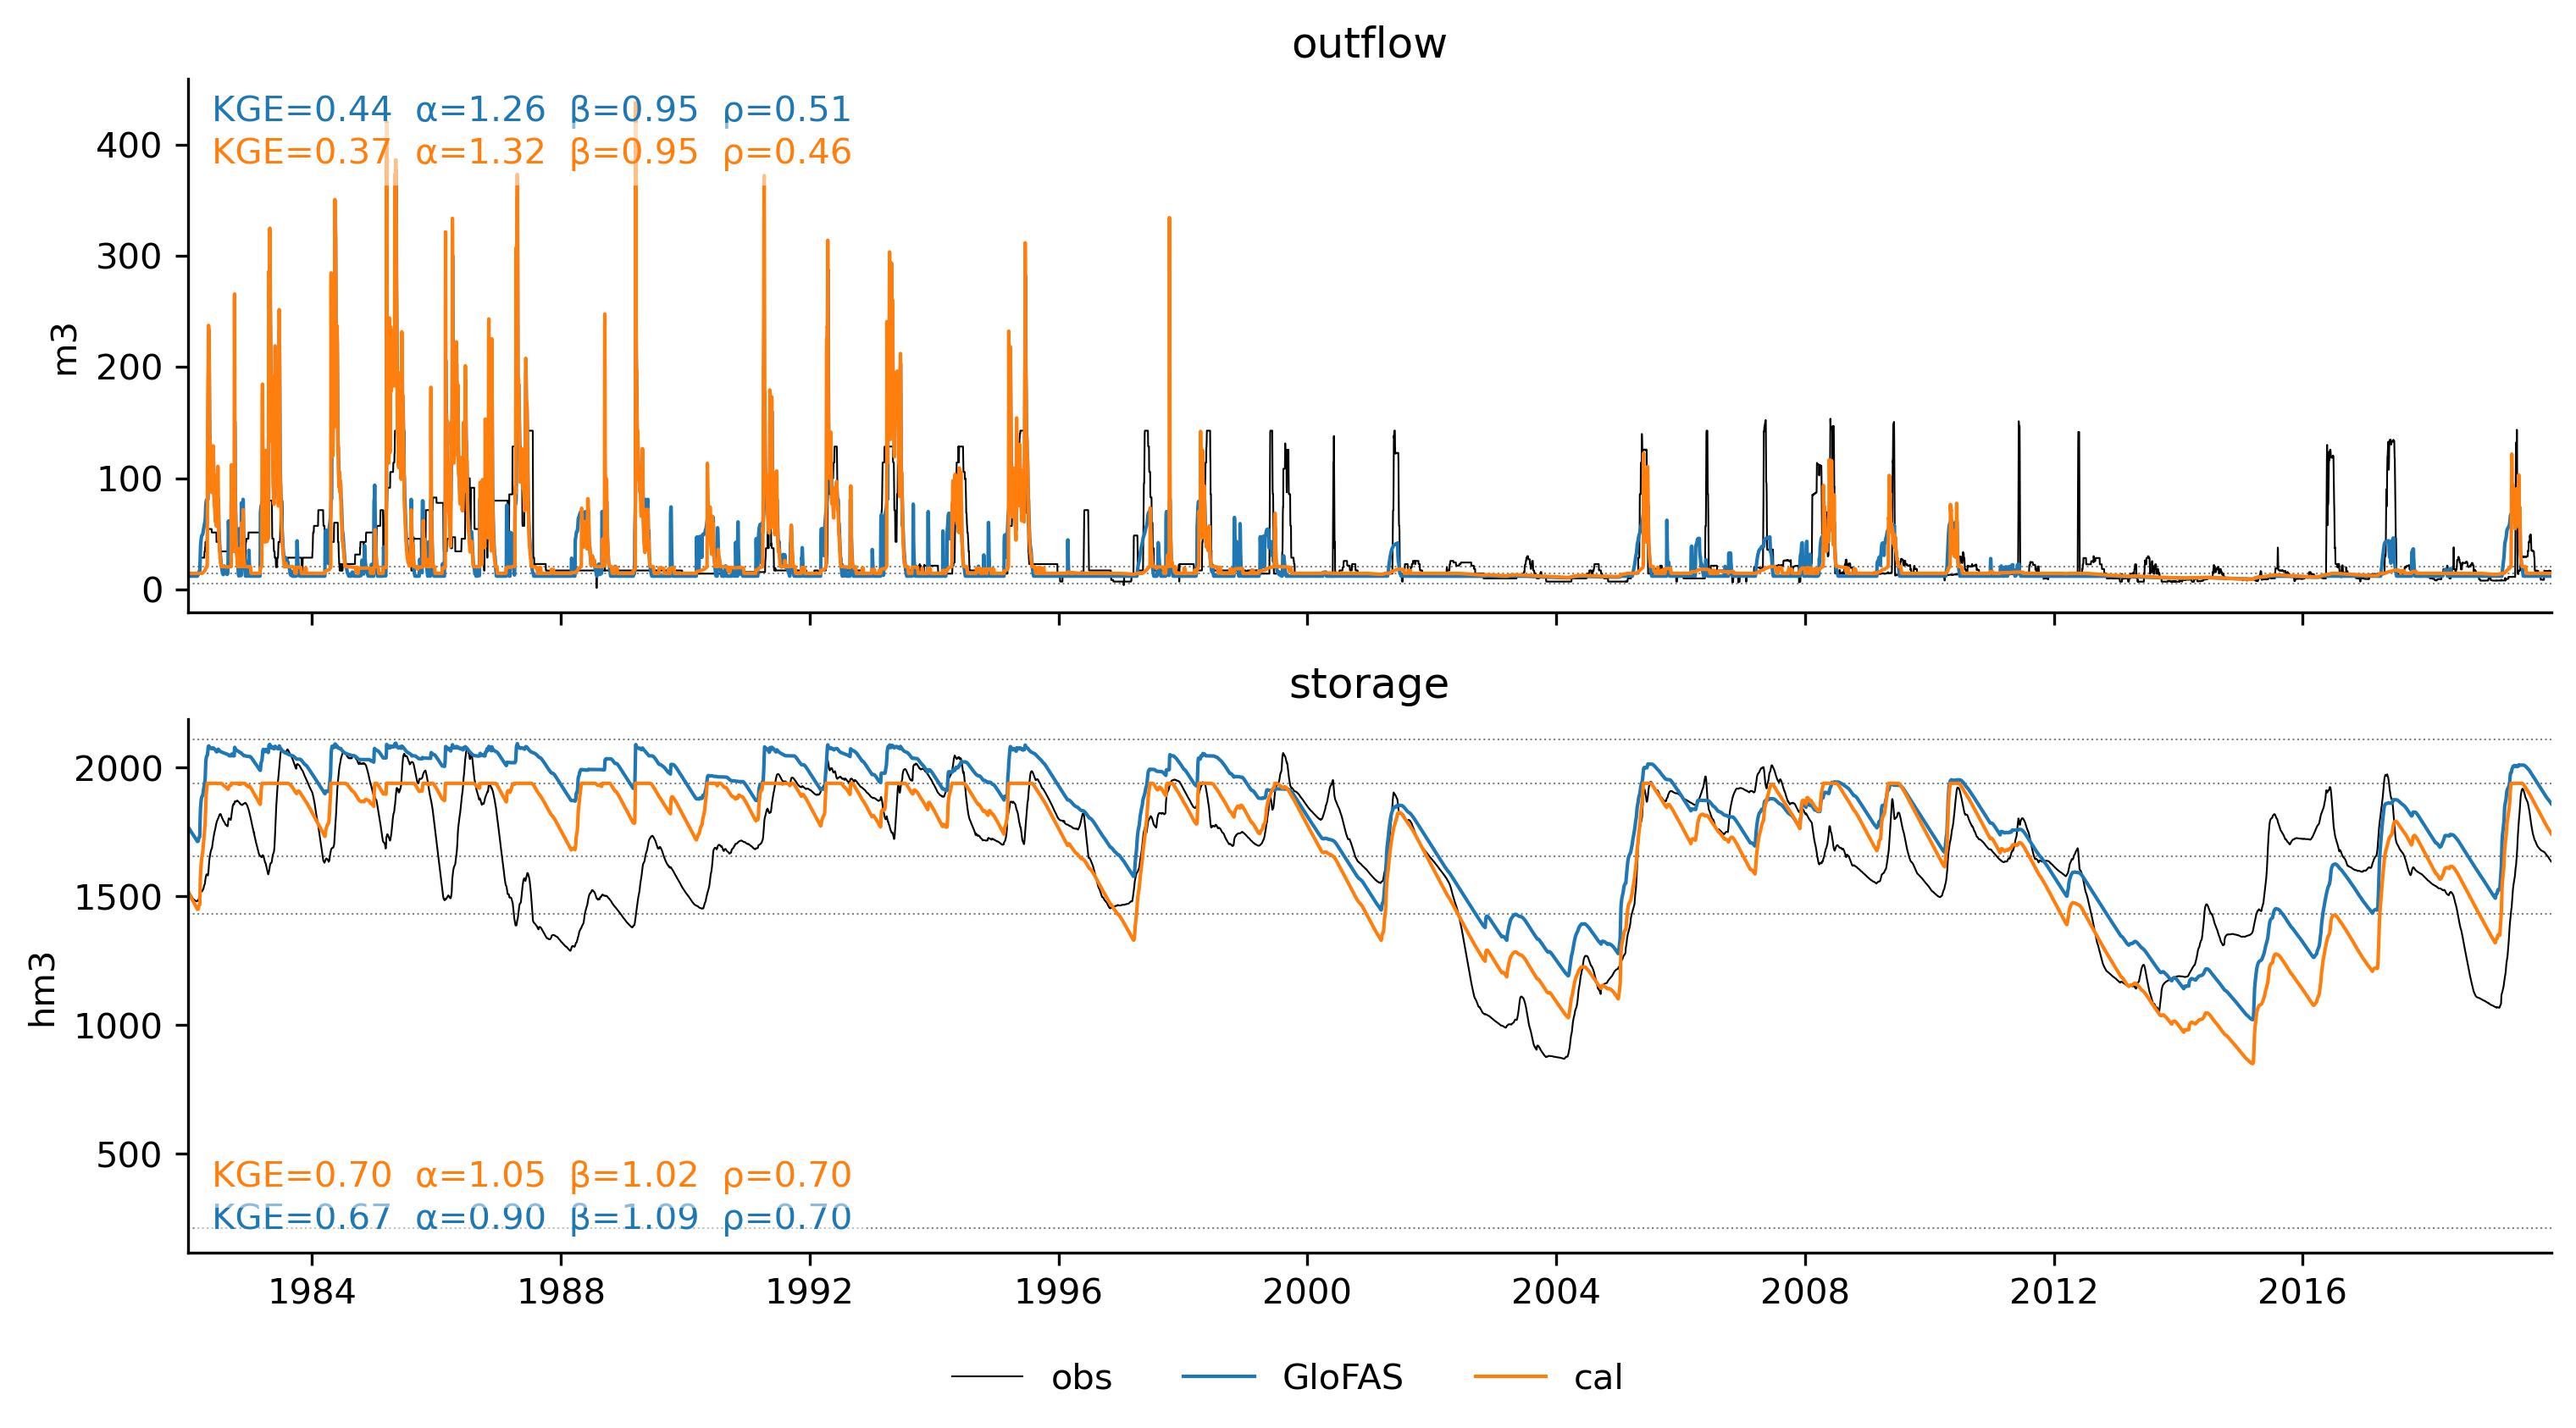 outflow
KGE=0.44 α=1.26 β=0.95 ρ=0.51
KGE=0.37 α=1.32 β=0.95 ρ=0.46
m3
400
300
200
100
0
storage
hm3
2000
1500
1000
500
KGE=0.70 α=1.05 β=1.02 ρ=0.70
KGE=0.67 α=0.90 β=1.09 ρ=0.70
1984 1988 1992 1996 2000 2004 2008 2012 2016
obs GloFAS cal